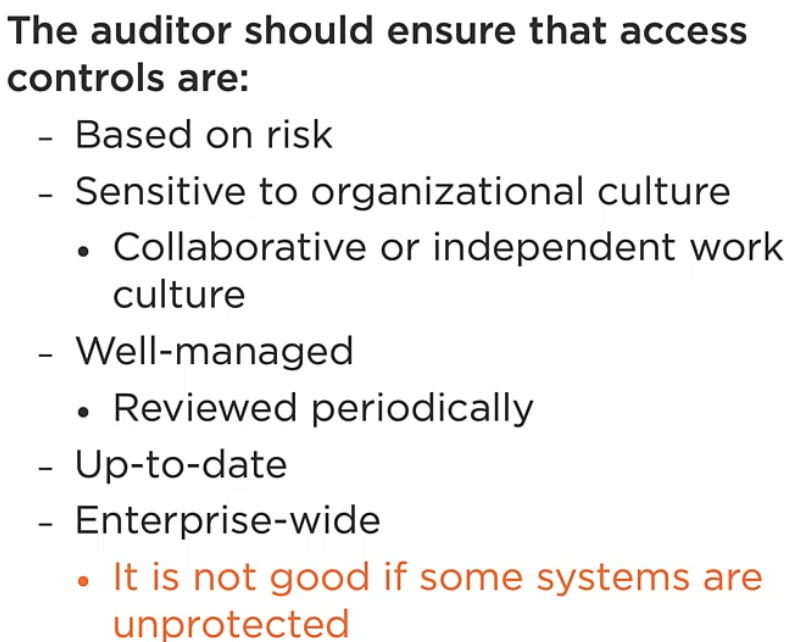 The auditor should ensure that access
controls are:
– Based on risk
– Sensitive to organizational culture
• Collaborative or independent work
culture
– Well-managed
• Reviewed periodically
– Up-to-date
– Enterprise-wide
• It is not good if some systems are
unprotected